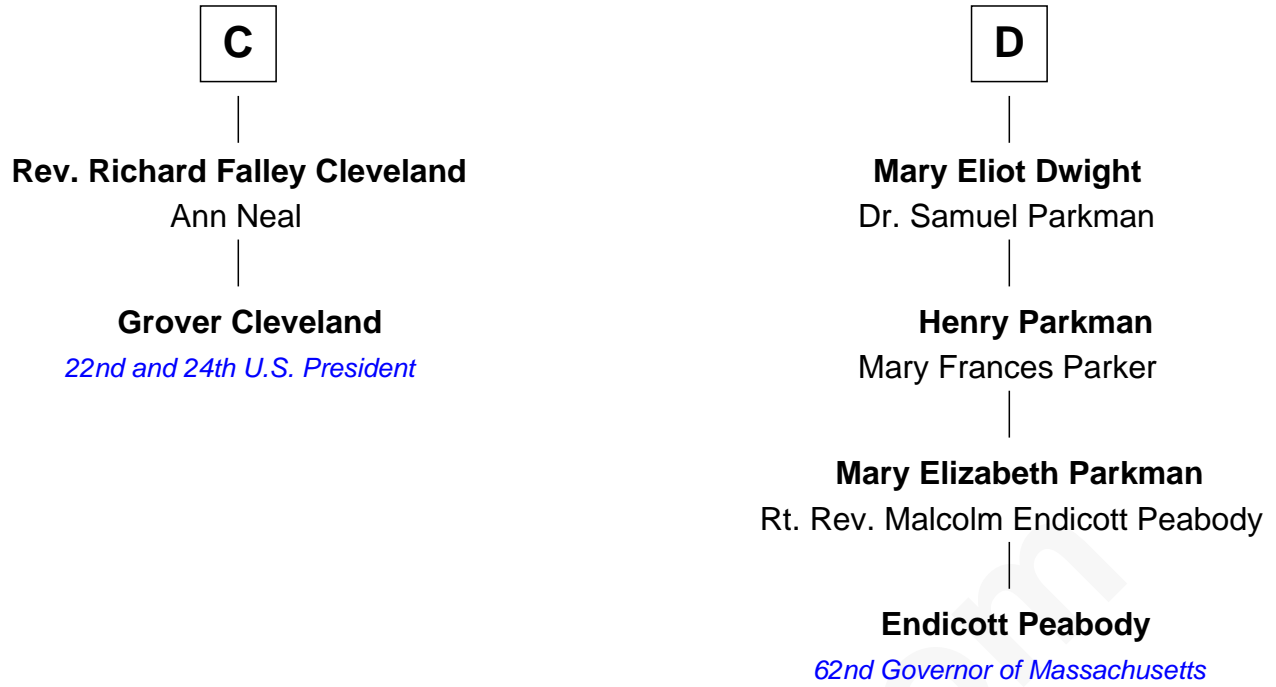 C
Rev. Richard Falley Cleveland
Ann Neal
Grover Cleveland
22nd and 24th U.S. President
D
Mary Eliot Dwight
Dr. Samuel Parkman
Henry Parkman
Mary Frances Parker
Mary Elizabeth Parkman
Rt. Rev. Malcolm Endicott Peabody
Endicott Peabody
62nd Governor of Massachusetts